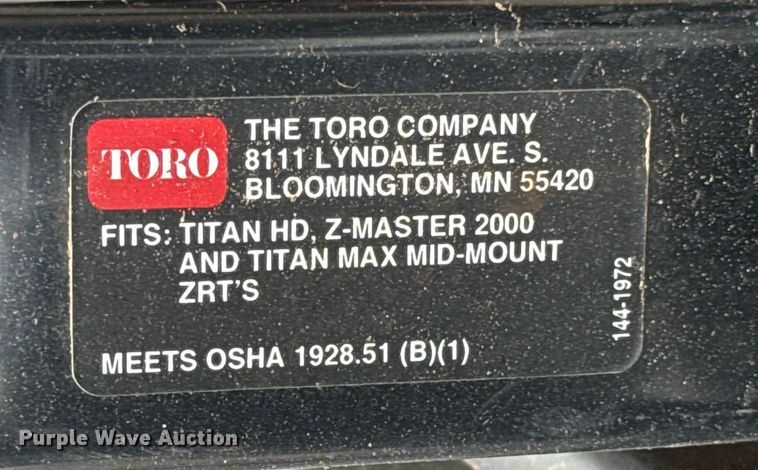 TORO
THE TORO COMPANY
8111 LYNDALE AVE. S.
BLOOMINGTON, MN 55420
FITS: TITAN HD, Z-MASTER 2000
AND TITAN MAX MID-MOUNT
ZRT'S
144-1972
MEETS OSHA 1928.51 (B)(1)
Purple Wave Auction